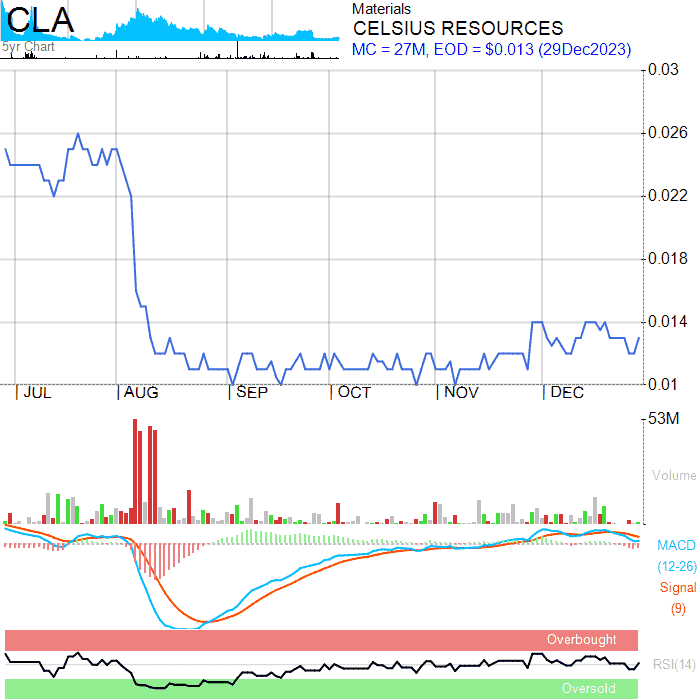 CLA
5yr Chart
Materials
CELSIUS RESOURCES
MC = 27M, EOD = $0.013 (29Dec2023)
0.03
0.026
0.022
0.018
0.014
0.01
JUL AUG SEP OCT NOV DEC
53M
Volume
MACD
(12-26)
Signal
(9)
Overbought
RSI(14)
Oversold